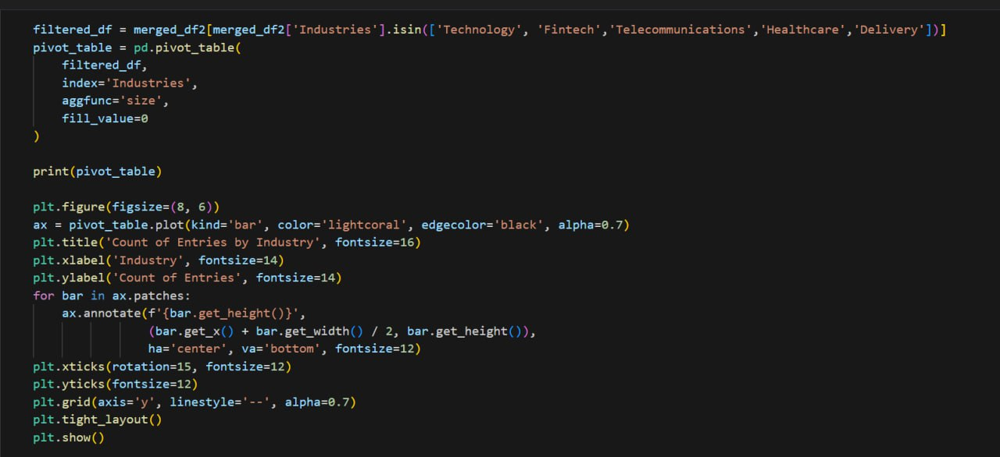 filtered_df = merged_df2[merged_df2['Industries'].isin(['Technology', 'Fintech','Telecommunications','Healthcare','Delivery'])]
pivot_table = pd.pivot_table(
    filtered_df,
    index='Industries',
    aggfunc='size',
    fill_value=0
)

print(pivot_table)

plt.figure(figsize=(8, 6))
ax = pivot_table.plot(kind='bar', color='lightcoral', edgecolor='black', alpha=0.7)
plt.title('Count of Entries by Industry', fontsize=16)
plt.xlabel('Industry', fontsize=14)
plt.ylabel('Count of Entries', fontsize=14)
for bar in ax.patches:
    ax.annotate(f'{bar.get_height()}',
                (bar.get_x() + bar.get_width() / 2, bar.get_height()),
                ha='center', va='bottom', fontsize=12)
plt.xticks(rotation=15, fontsize=12)
plt.yticks(fontsize=12)
plt.grid(axis='y', linestyle='--', alpha=0.7)
plt.tight_layout()
plt.show()